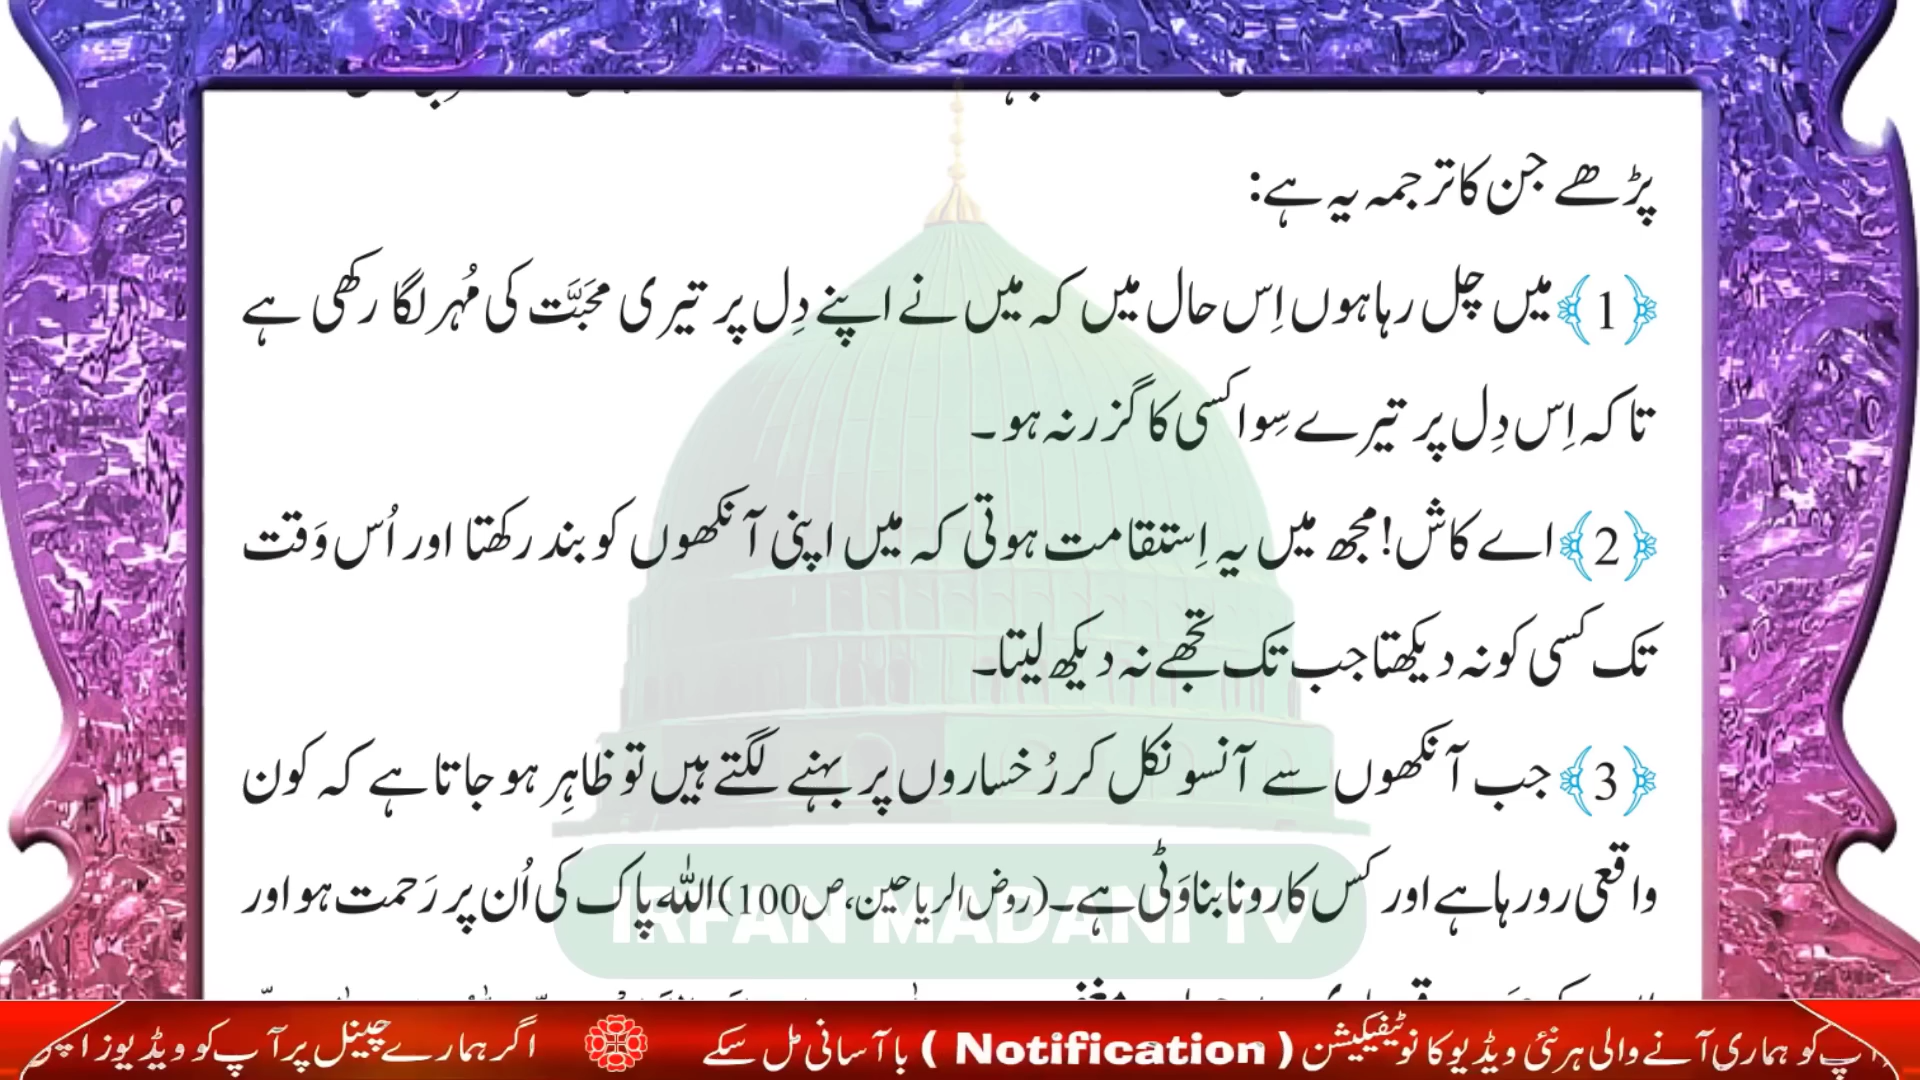 پڑھے جن کا ترجمہ یہ ہے:
﴿1﴾ میں چل رہا ہوں اِس حال میں کہ میں نے اپنے دِل پر تیری مَحَبَّت کی مُہر لگا رکھی ہے
تاکہ اِس دِل پر تیرے سِوا کسی کا گزر نہ ہو۔
﴿2﴾ اے کاش! مجھ میں یہ اِستقامت ہوتی کہ میں اپنی آنکھوں کو بند رکھتا اور اُس وَقت
تک کسی کو نہ دیکھتا جب تک تجھے نہ دیکھ لیتا۔
﴿3﴾ جب آنکھوں سے آنسو نکل کر رُخساروں پر بہنے لگتے ہیں تو ظاہِر ہو جاتا ہے کہ کون
واقعی رو رہا ہے اور کس کا رونا بناوَٹی ہے۔ (روض الریاحین، ص100) اللہ پاک کی اُن پر رَحمت ہو اور
IRFAN MADANI TV
پ کو ہماری آنے والی ہر نئی ویڈیو کا نوٹیفیکیشن ( Notification ) با آسانی مل سکے اگر ہمارے چینل پر آپ کو ویڈیوز